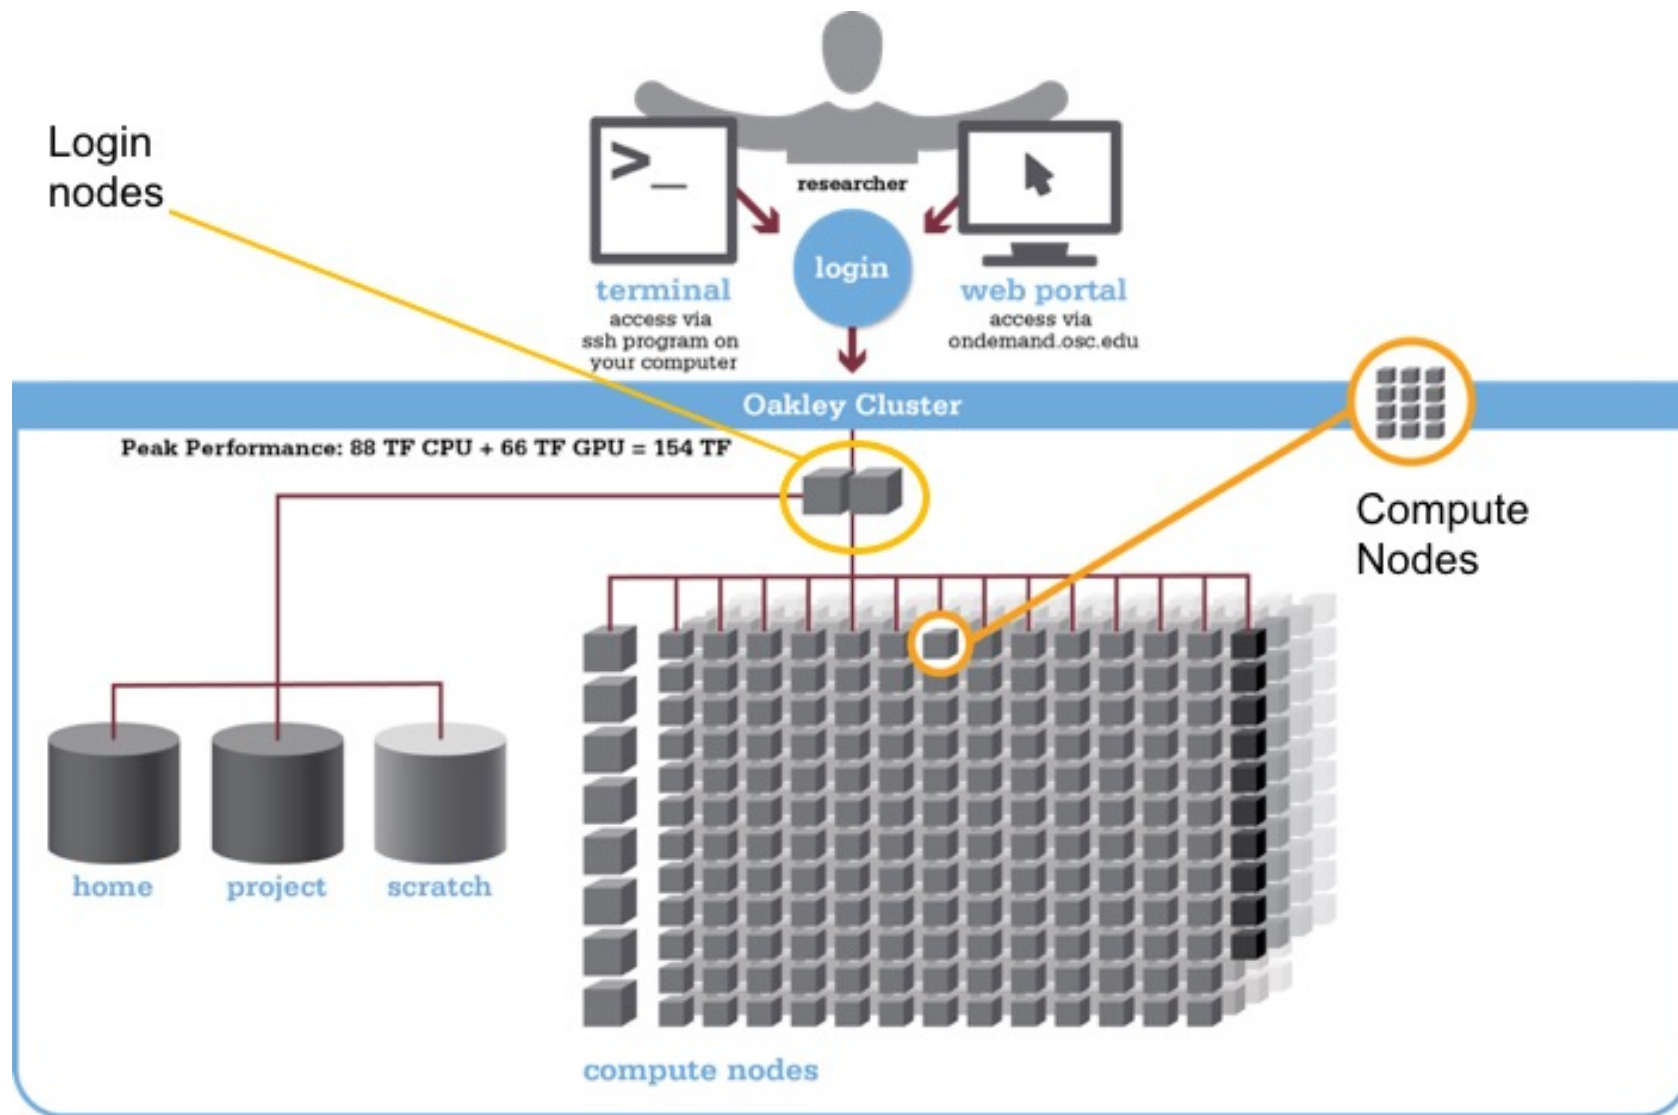 Login
nodes
>_
researcher
login
terminal
access via
ssh program on
your computer
web portal
access via
ondemand.osc.edu
Oakley Cluster
Peak Performance: 88 TF CPU + 66 TF GPU = 154 TF
Compute
Nodes
home
project
scratch
compute nodes